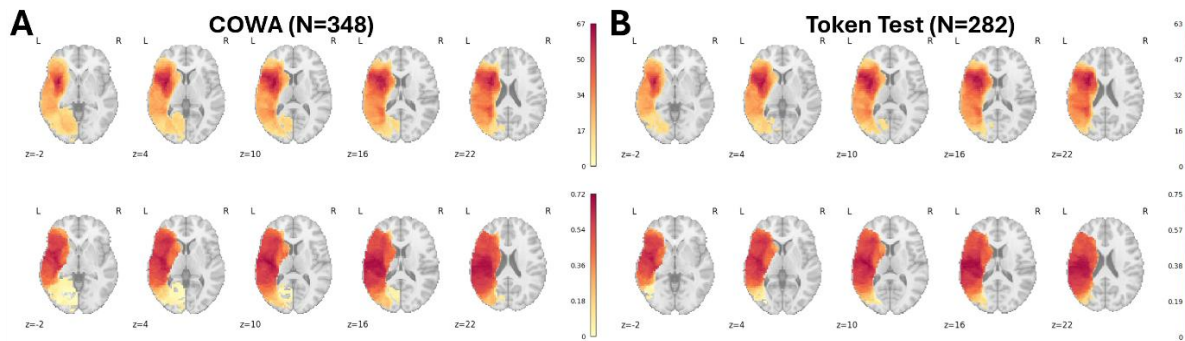 A COWA (N=348) B Token Test (N=282)
L R L R L R L R L R 67 L R L R L R L R L R 63
50 47
34 32
17 16
z=-2 z=4 z=10 z=16 z=22 0 z=-2 z=4 z=10 z=16 z=22 0
L R L R L R L R L R 0.72 L R L R L R L R L R 0.75
0.54 0.57
0.36 0.38
0.18 0.19
z=-2 z=4 z=10 z=16 z=22 0 z=-2 z=4 z=10 z=16 z=22 0